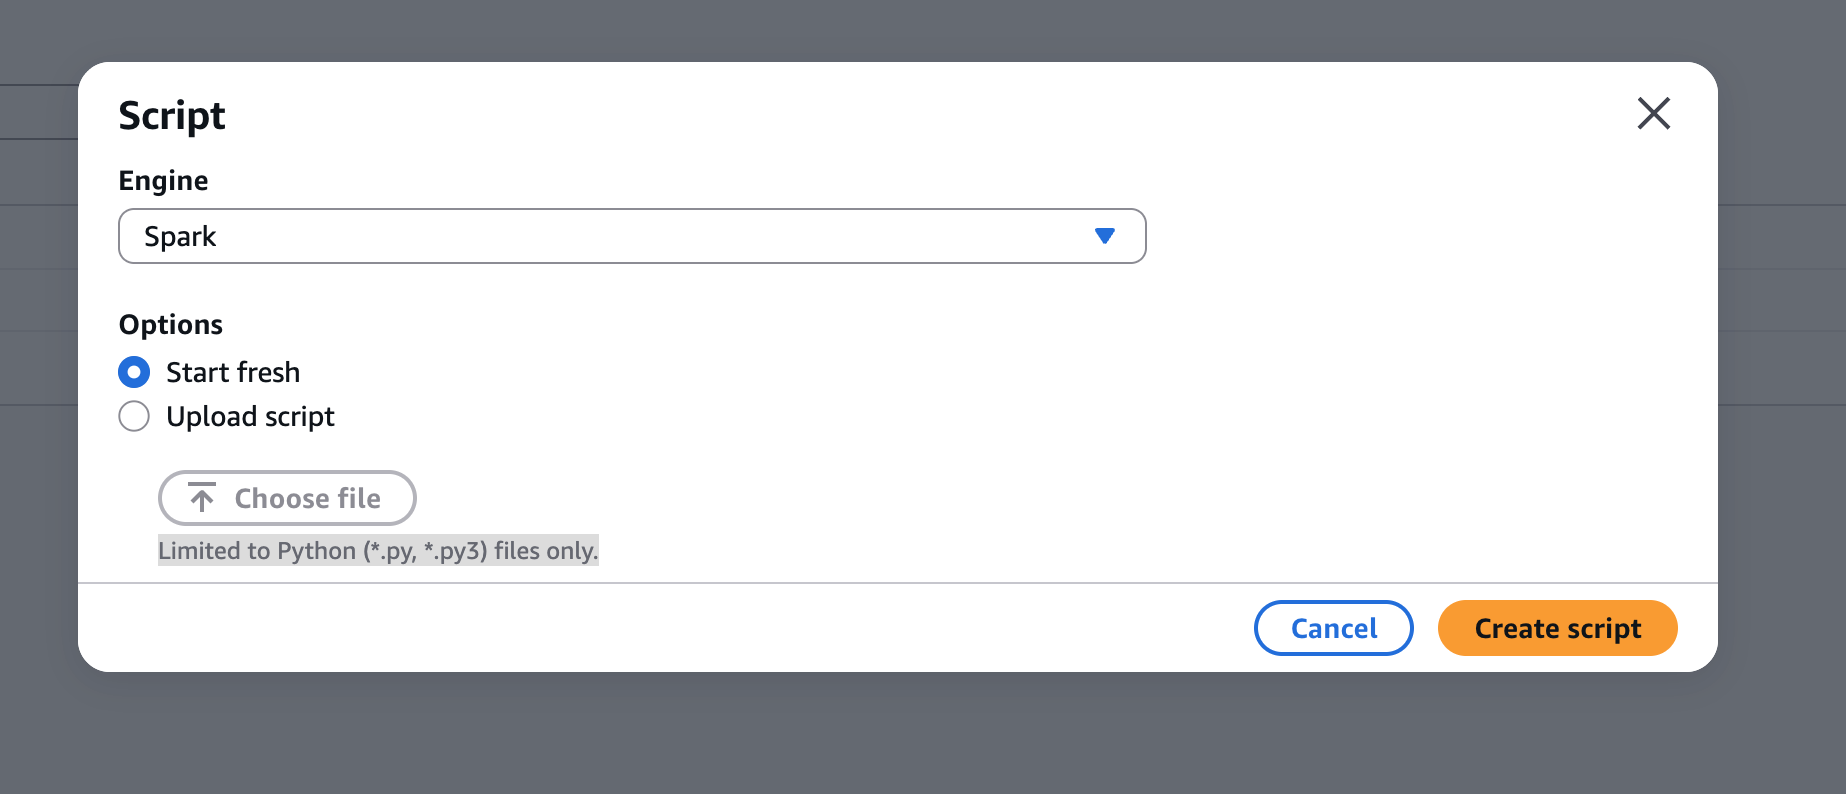 Script
Engine
Spark
Options
Start fresh
Upload script
Choose file
Limited to Python (*.py, *.py3) files only.
Cancel
Create script